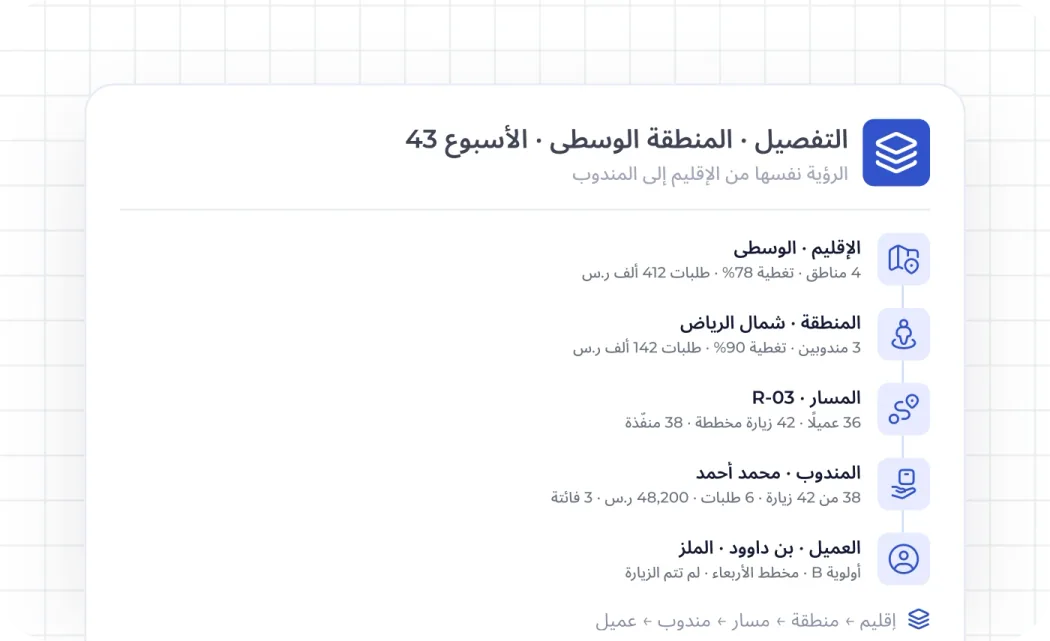 التفصيل · المنطقة الوسطى · الأسبوع 43
الرؤية نفسها من الإقليم إلى المندوب
الإقليم · الوسطى
4 مناطق · تغطية 78% · طلبات 412 ألف ر.س
المنطقة · شمال الرياض
3 مندوبين · تغطية 90% · طلبات 142 ألف ر.س
المسار · R-03
36 عميلًا · 42 زيارة مخططة · 38 منفّذة
المندوب · محمد أحمد
38 من 42 زيارة · 6 طلبات · 48,200 ر.س · 3 فائتة
العميل · بن داوود · الملز
أولوية B · مخطط الأربعاء · لم تتم الزيارة
إقليم ← منطقة ← مسار ← مندوب ← عميل